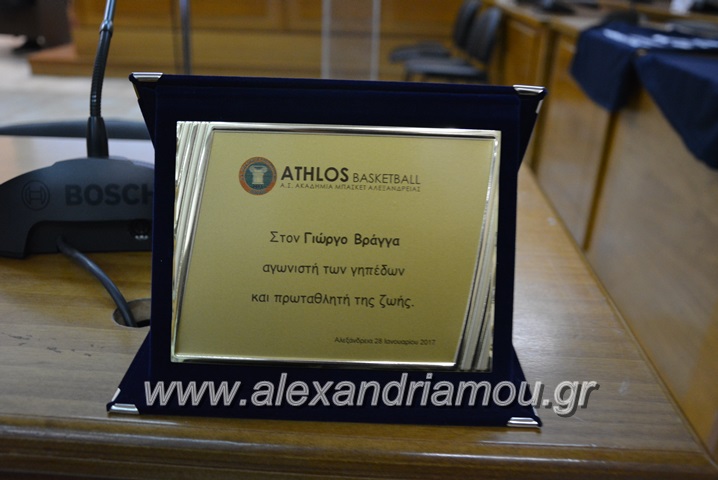 ATHLOS BASKETBALL
Α.Σ. ΑΚΑΔΗΜΙΑ ΜΠΑΣΚΕΤ ΑΛΕΞΑΝΔΡΕΙΑΣ
Στον Γιώργο Βράγγα
αγωνιστή των γηπέδων
και πρωταθλητή της ζωής.
Αλεξάνδρεια 28 Ιανουαρίου 2017
BOSCH
www.alexandriamou.gr